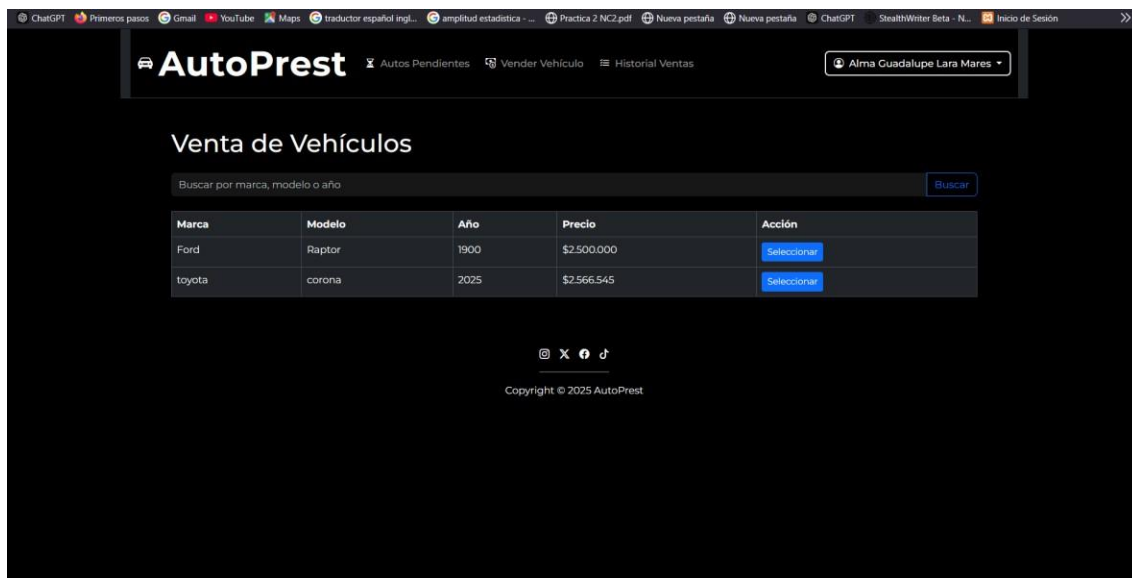 ChatGPT Primeros pasos Gmail YouTube Maps traductor español ingl... amplitud estadistica - ... Practica 2 NC2.pdf Nueva pestaña Nueva pestaña ChatGPT StealthWriter Beta - N... Inicio de Sesión
AutoPrest Autos Pendientes Vender Vehículo Historial Ventas Alma Guadalupe Lara Mares
Venta de Vehículos
Buscar por marca, modelo o año Buscar
Marca Modelo Año Precio Acción
Ford Raptor 1900 $2.500.000 Seleccionar
toyota corona 2025 $2.566.545 Seleccionar
Copyright © 2025 AutoPrest